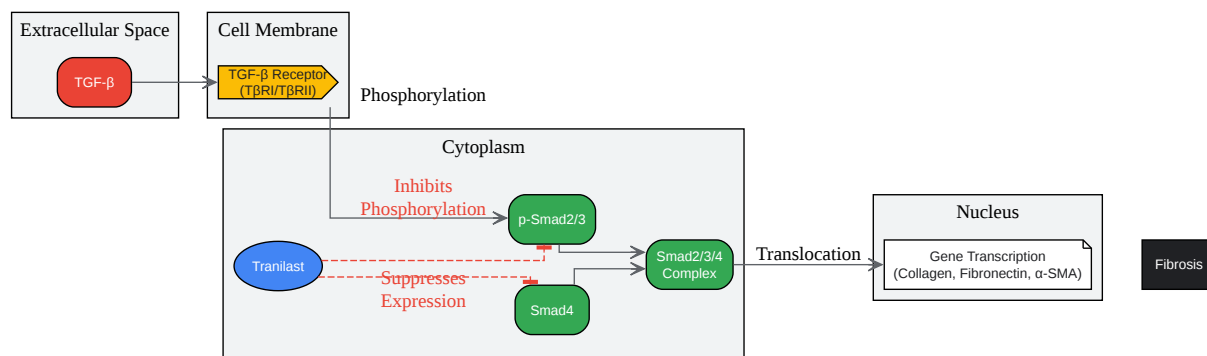 Extracellular Space
TGF-β
Cell Membrane
TGF-β Receptor
(TβRI/TβRII)
Phosphorylation
Cytoplasm
Inhibits
Phosphorylation
p-Smad2/3
Tranilast
Suppresses
Expression
Smad4
Smad2/3/4
Complex
Translocation
Nucleus
Gene Transcription
(Collagen, Fibronectin, α-SMA)
Fibrosis